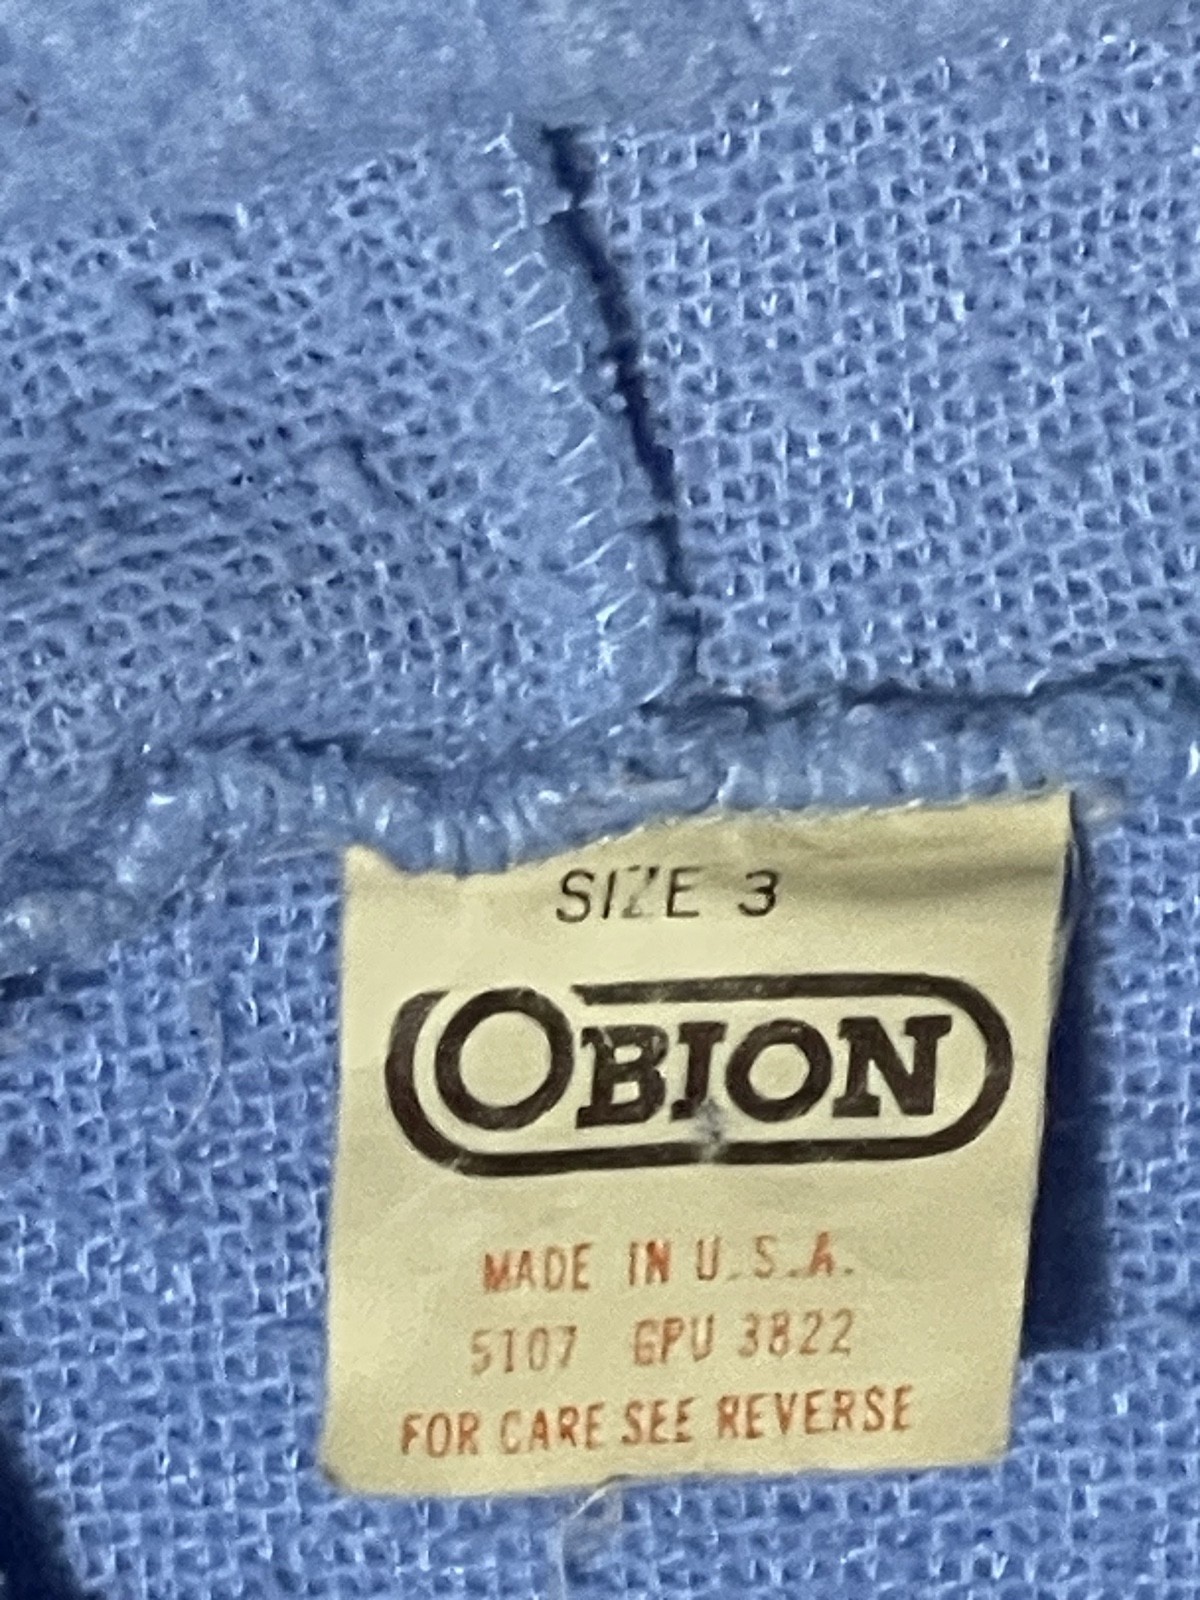 SIZE 3
OBION
MADE IN U.S.A.
5107 GPU 3822
FOR CARE SEE REVERSE